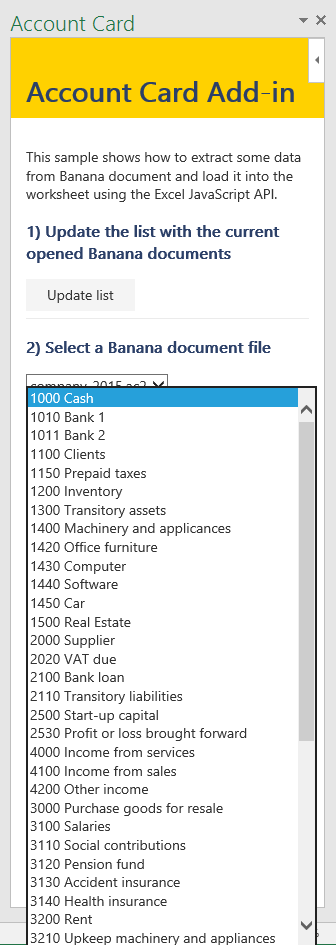 Account Card
Account Card Add-in
This sample shows how to extract some data
from Banana document and load it into the
worksheet using the Excel JavaScript API.
1) Update the list with the current
opened Banana documents
Update list
2) Select a Banana document file
company-2015.ac2
1000 Cash
1010 Bank 1
1011 Bank 2
1100 Clients
1150 Prepaid taxes
1200 Inventory
1300 Transitory assets
1400 Machinery and applicances
1420 Office furniture
1430 Computer
1440 Software
1450 Car
1500 Real Estate
2000 Supplier
2020 VAT due
2100 Bank loan
2110 Transitory liabilities
2500 Start-up capital
2530 Profit or loss brought forward
4000 Income from services
4100 Income from sales
4200 Other income
3000 Purchase goods for resale
3100 Salaries
3110 Social contributions
3120 Pension fund
3130 Accident insurance
3140 Health insurance
3200 Rent
3210 Upkeep machinery and appliances